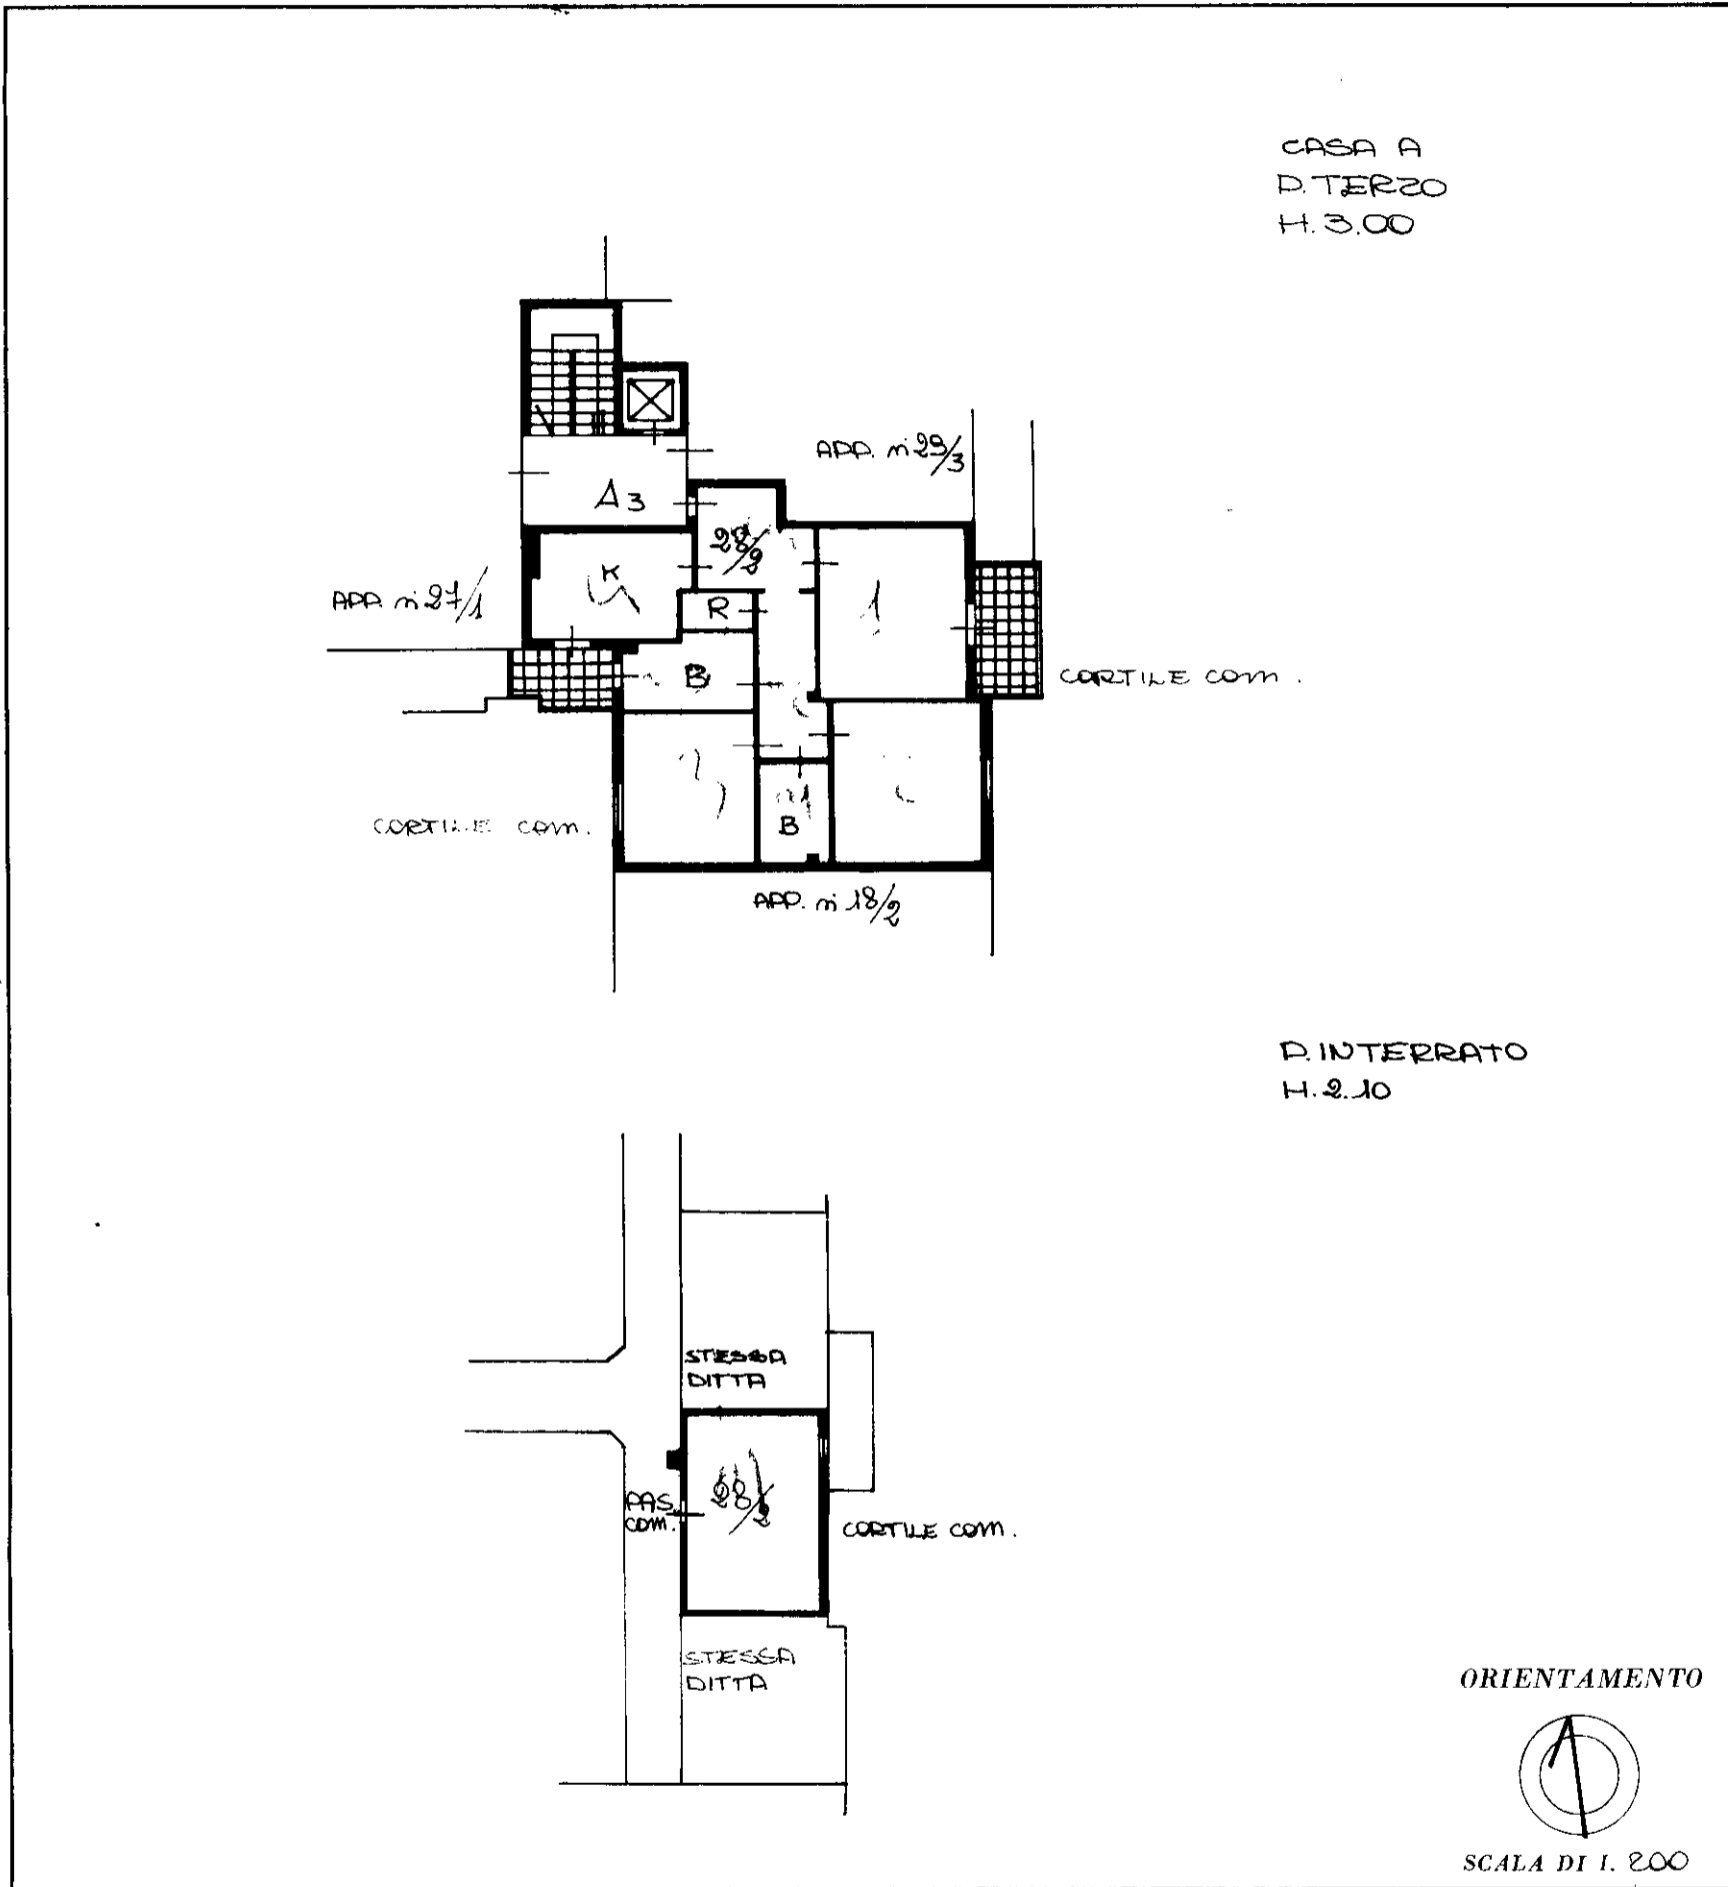 CASA A
P. TERZO
H. 3.00
APP. n° 29/3
A3
28/2
K
APP. n° 27/1
R
1
B
CORTILE COM.
CORTILE COM.
B
APP. n° 18/2
P. INTERRATO
H. 2.10
STESSA
DITTA
28/2
PAS.
COM.
CORTILE COM.
STESSA
DITTA
ORIENTAMENTO
SCALA DI 1. 200